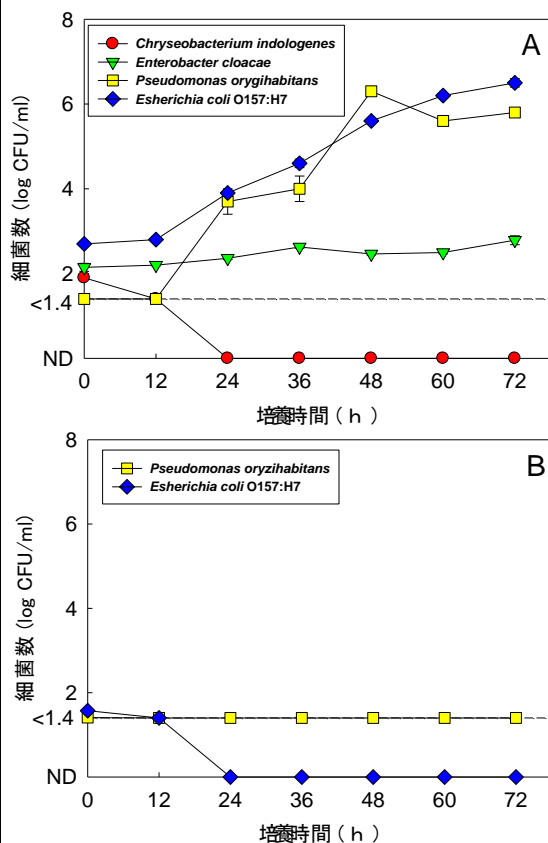 8
A
Chryseobacterium indologenes
Enterobacter cloacae
Pseudomonas orygihabitans
Esherichia coli O157:H7
6
4
2
<1.4
ND
細菌数 (log CFU/ml)
0 12 24 36 48 60 72
培養時間 ( h )
8
B
Pseudomonas oryzihabitans
Esherichia coli O157:H7
6
4
2
<1.4
ND
細菌数 (log CFU/ml)
0 12 24 36 48 60 72
培養時間 ( h )